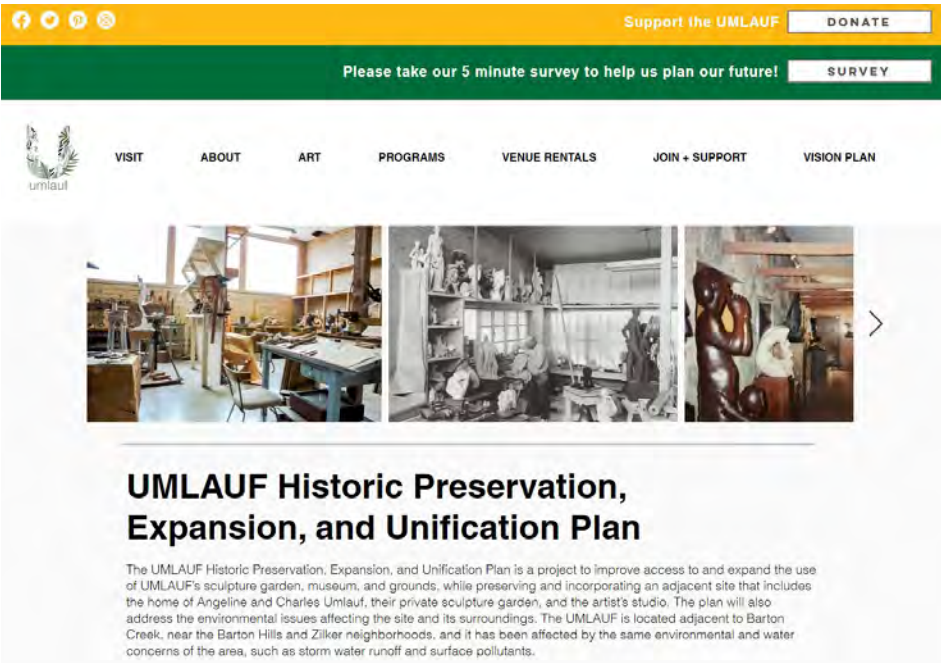 Support the UMLAUF DONATE
Please take our 5 minute survey to help us plan our future! SURVEY
umlauf
VISIT ABOUT ART PROGRAMS VENUE RENTALS JOIN + SUPPORT VISION PLAN
UMLAUF Historic Preservation,
Expansion, and Unification Plan
The UMLAUF Historic Preservation, Expansion, and Unification Plan is a project to improve access to and expand the use
of UMLAUF's sculpture garden, museum, and grounds, while preserving and incorporating an adjacent site that includes
the home of Angeline and Charles Umlauf, their private sculpture garden, and the artist's studio. The plan will also
address the environmental issues affecting the site and its surroundings. The UMLAUF is located adjacent to Barton
Creek, near the Barton Hills and Zilker neighborhoods, and it has been affected by the same environmental and water
concerns of the area, such as storm water runoff and surface pollutants.